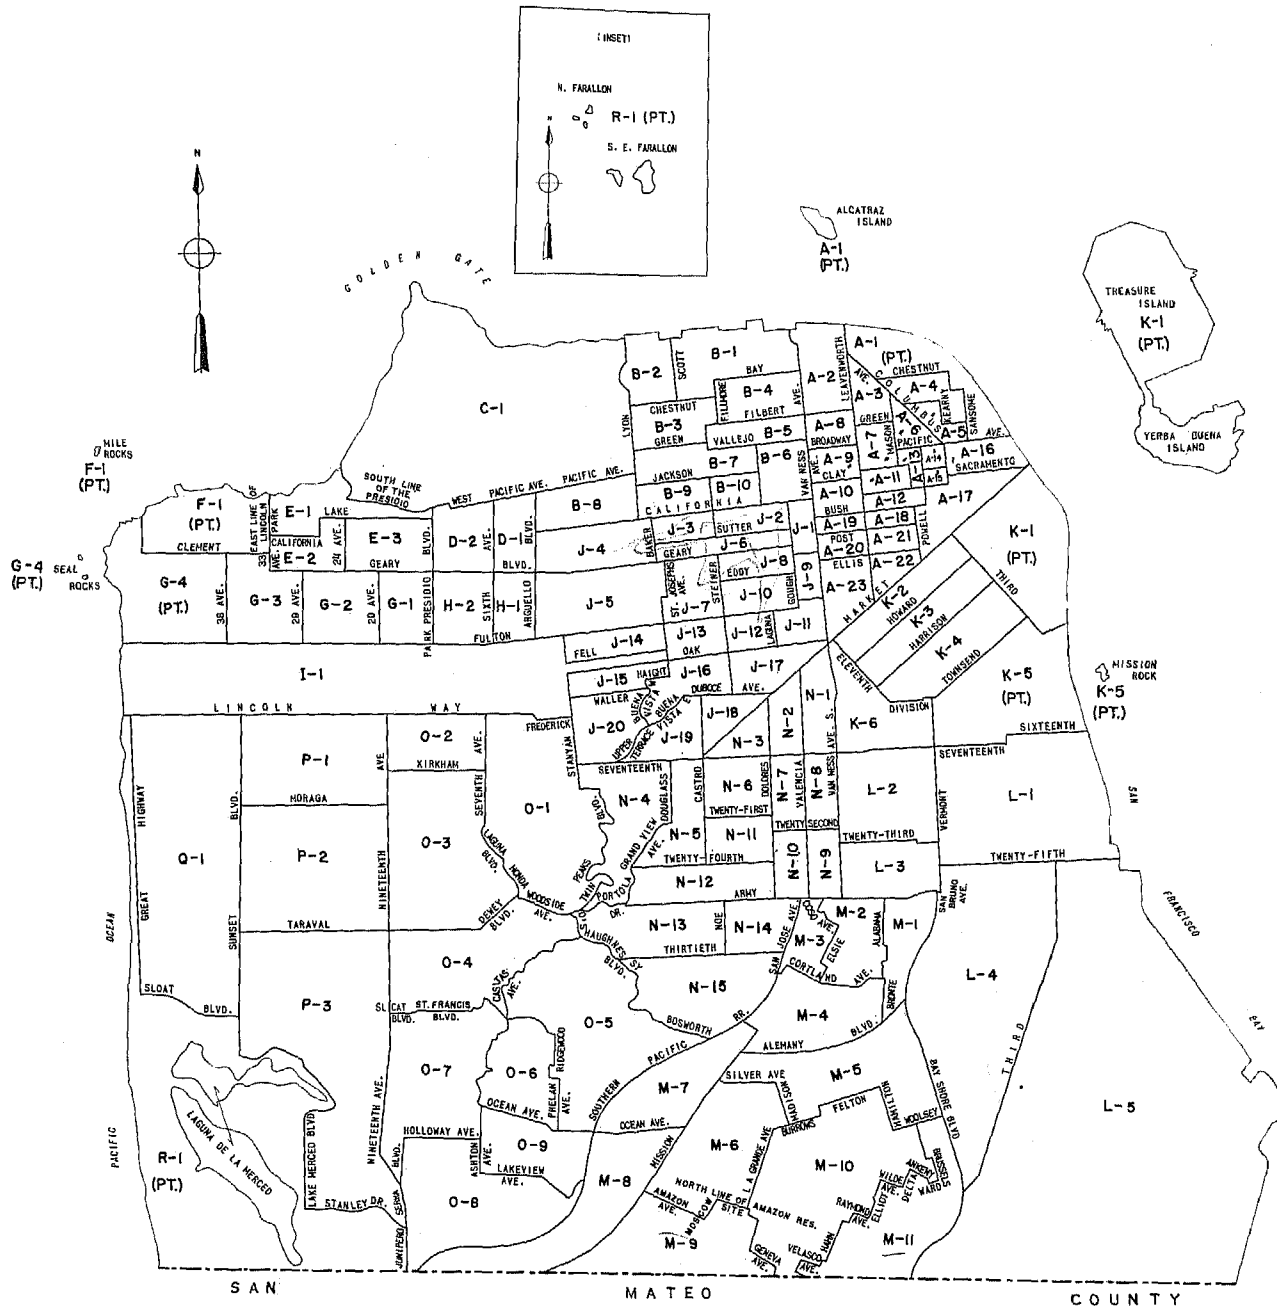 (INSET)
N. FARALLON
N
R-1 (PT.)
S. E. FARALLON
N
ALCATRAZ
ISLAND
A-1
(PT.)
GOLDEN GATE
TREASURE
ISLAND
K-1
(PT.)
YERBA BUENA
ISLAND
A-1
(PT.)
B-1
B-2
SCOTT
BAY
A-2
LEAVENWORTH
COLUMBUS
AVE.
CHESTNUT
A-3
A-4
B-4
FILLMORE
AVE.
KEARNY
SANSOME
C-1
LYON
CHESTNUT
FILBERT
B-3
GREEN
VALLEJO
B-5
A-8
BROADWAY
GREEN
A-7
MASON
A-6
PACIFIC
A-5
AVE.
MILE
ROCKS
F-1
(PT.)
SOUTH LINE
OF THE
PRESIDIO
WEST PACIFIC AVE.
PACIFIC AVE.
JACKSON
B-7
B-6
VAN NESS
AVE.
A-9
CLAY
A-11
A-13
A-14
A-15
A-16
SACRAMENTO
F-1
(PT.)
CLEMENT
EAST LINE OF
LINCOLN
PARK
33
AVE.
E-1
LAKE
CALIFORNIA
E-2
24 AVE.
E-3
GEARY
BLVD.
D-2
AVE.
D-1
BLVD.
BLVD.
B-8
B-9
B-10
CALIFORNIA
A-10
BUSH
A-12
A-17
BAKER
J-3
SUTTER
J-2
J-1
A-19
POST
A-18
A-20
A-21
POWELL
K-1
(PT.)
J-4
GEARY
J-6
ELLIS
A-22
G-4
(PT.)
SEAL
ROCKS
G-4
(PT.)
38 AVE.
G-3
29 AVE.
G-2
20 AVE.
G-1
PARK PRESIDIO
H-2
SIXTH
H-1
ARGUELLO
J-5
ST. JOSEPHS
AVE.
J-7
STEINER
EDDY
J-8
J-10
GOUGH
J-9
A-23
MARKET
K-2
HOWARD
K-3
HARRISON
K-4
TOWNSEND
THIRD
FULTON
FELL
J-14
J-13
OAK
J-12
LAGUNA
J-11
I-1
J-15
HAIGHT
J-16
J-17
WALLER
DUBOCE
AVE.
ELEVENTH
K-5
(PT.)
MISSION
ROCK
K-5
(PT.)
LINCOLN WAY
FREDERICK
J-20
BUENA
VISTA W.
BUENA
VISTA E.
UPPER
TERRACE
J-19
J-18
N-3
N-2
N-1
VAN NESS AVE. S.
DIVISION
K-6
SIXTEENTH
SEVENTEENTH
O-2
AVE.
KIRKHAM
STANYAN
SEVENTEENTH
P-1
AVE
MORAGA
HIGHWAY
BLVD.
SEVENTH
O-1
BLVD.
N-4
DOUGLASS
CASTRO
N-6
DOLORES
TWENTY-FIRST
N-7
VALENCIA
N-8
L-2
VERMONT
L-1
SAN
Q-1
P-2
O-3
LAGUNA
HONDA
BLVD.
WOODSIDE
AVE.
TWIN
PEAKS
GRAND VIEW
AVE.
N-5
N-11
TWENTY SECOND
TWENTY-THIRD
TWENTY-FOURTH
N-10
N-9
L-3
TWENTY-FIFTH
GREAT
SUNSET
NINETEENTH
TARAVAL
DEWEY
BLVD.
PORTOLA
DR.
N-12
ARMY
SAN
BRUNO
AVE.
FRANCISCO
OCEAN
O'SHAUGHNESSY
BLVD.
N-13
NOE
N-14
THIRTIETH
SAN JOSE AVE.
COSO
AVE.
M-2
ALABAMA
M-1
M-3
ELSIE
CORTLAND AVE.
O-4
CASITAS
AVE.
L-4
SLOAT
BLVD.
P-3
SLOAT
BLVD.
ST. FRANCIS
BLVD.
O-5
N-15
BOSWORTH
RR.
M-4
BRONTE
BLVD.
ALEMANY
BAY
O-7
O-6
RIDGEWOOD
PHELAN
AVE.
SOUTHERN
PACIFIC
M-7
SILVER AVE
MADISON
M-5
FELTON
HAMILTON
WOOLSEY
BAY SHORE BLVD
THIRD
L-5
LAGUNA DE LA MERCED
LAKE MERCED BLVD
NINETEENTH AVE.
OCEAN AVE.
OCEAN AVE.
HOLLOWAY AVE.
O-9
M-6
BURROWS
LA GRANDE AVE
M-10
BRUSSELS
PACIFIC
R-1
(PT.)
STANLEY DR.
JUNIPERO
SERRA
BLVD.
ASHTON
AVE.
LAKEVIEW
AVE.
O-8
M-8
MISSION
AMAZON
AVE.
MOSCOW
NORTH LINE OF
SITE
AMAZON RES.
RAYMOND
AVE.
ELLIOT
WILDE
AVE.
DELTA
ANKENY
WARD
M-9
GENEVA
AVE.
VELASCO
AVE.
HAHN
M-11
SAN MATEO COUNTY